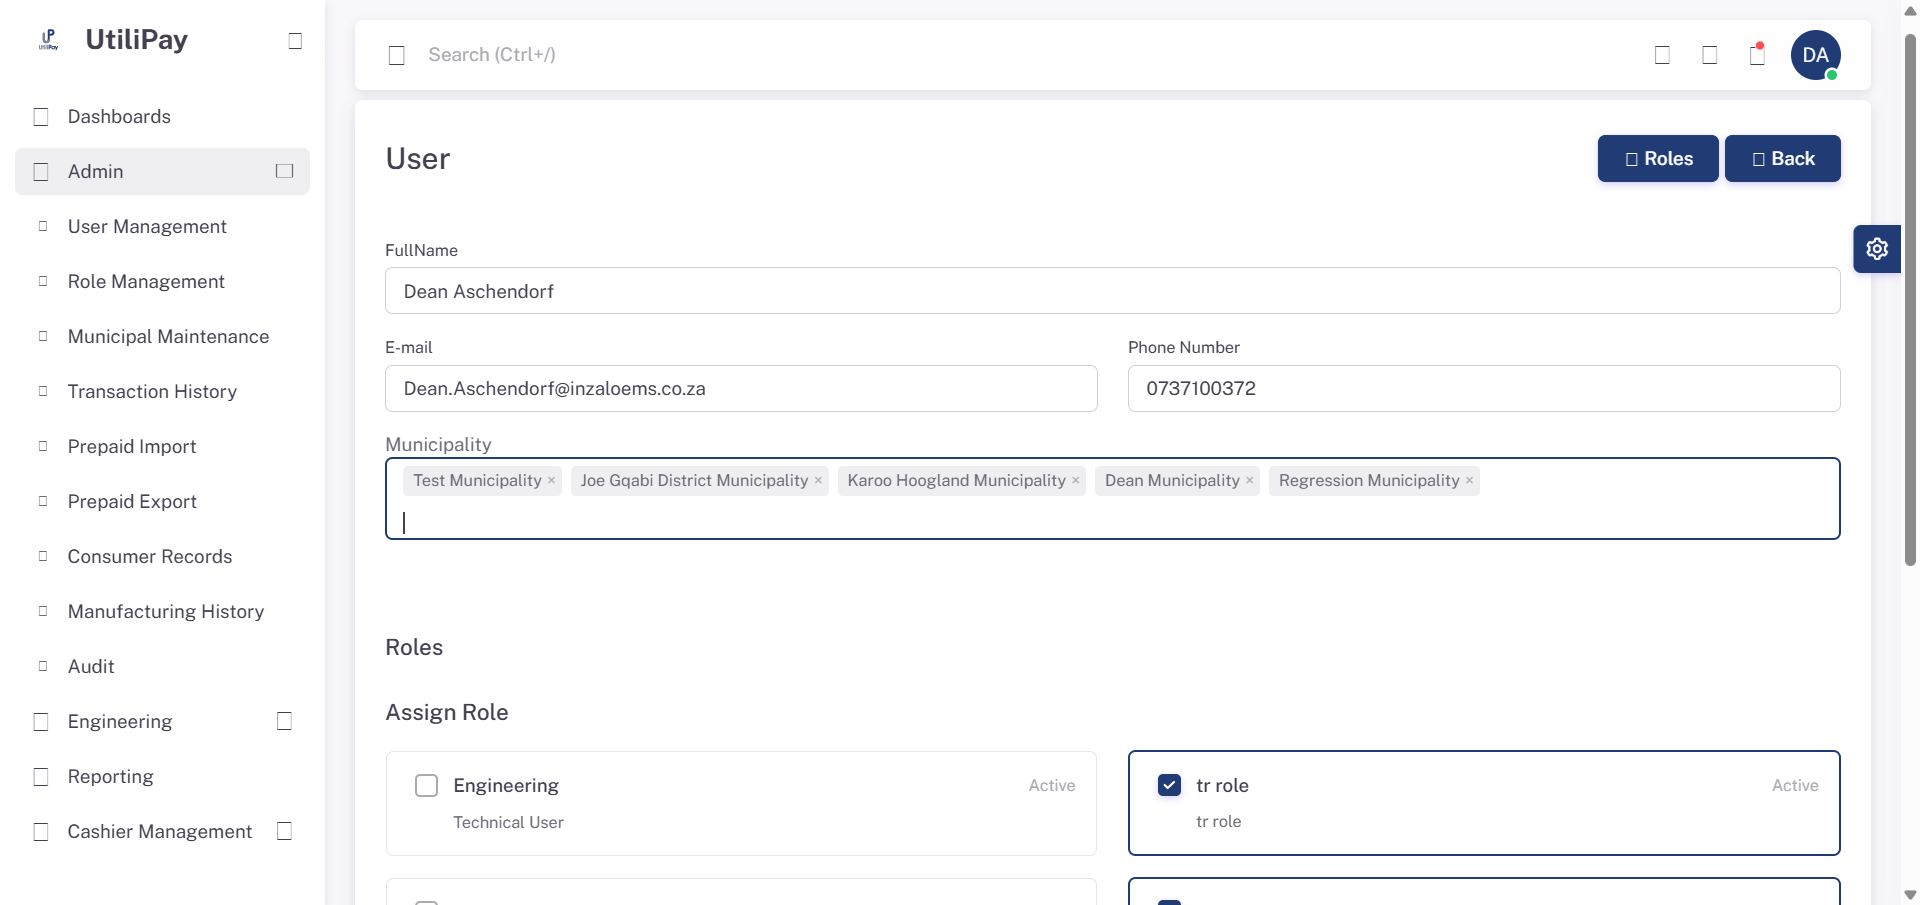 UP
UtiliPay
UtiliPay
Dashboards
Admin
User Management
Role Management
Municipal Maintenance
Transaction History
Prepaid Import
Prepaid Export
Consumer Records
Manufacturing History
Audit
Engineering
Reporting
Cashier Management
Search (Ctrl+/)
DA
User
Roles
Back
FullName
Dean Aschendorf
E-mail
Phone Number
Dean.Aschendorf@inzaloems.co.za
0737100372
Municipality
Test Municipality × Joe Gqabi District Municipality × Karoo Hoogland Municipality × Dean Municipality × Regression Municipality ×
Roles
Assign Role
Engineering
Active
Technical User
tr role
Active
tr role